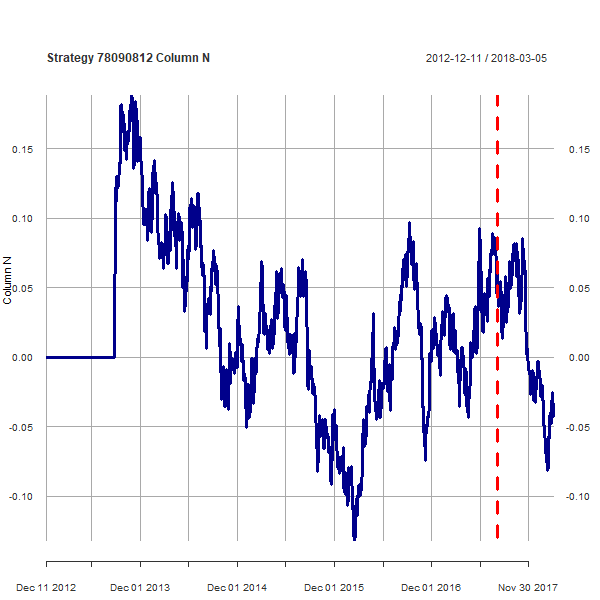 Strategy 78090812 Column N 2012-12-11 / 2018-03-05
0.15 0.15
0.10 0.10
0.05 0.05
Column N
0.00 0.00
-0.05 -0.05
-0.10 -0.10
Dec 11 2012 Dec 01 2013 Dec 01 2014 Dec 01 2015 Dec 01 2016 Nov 30 2017